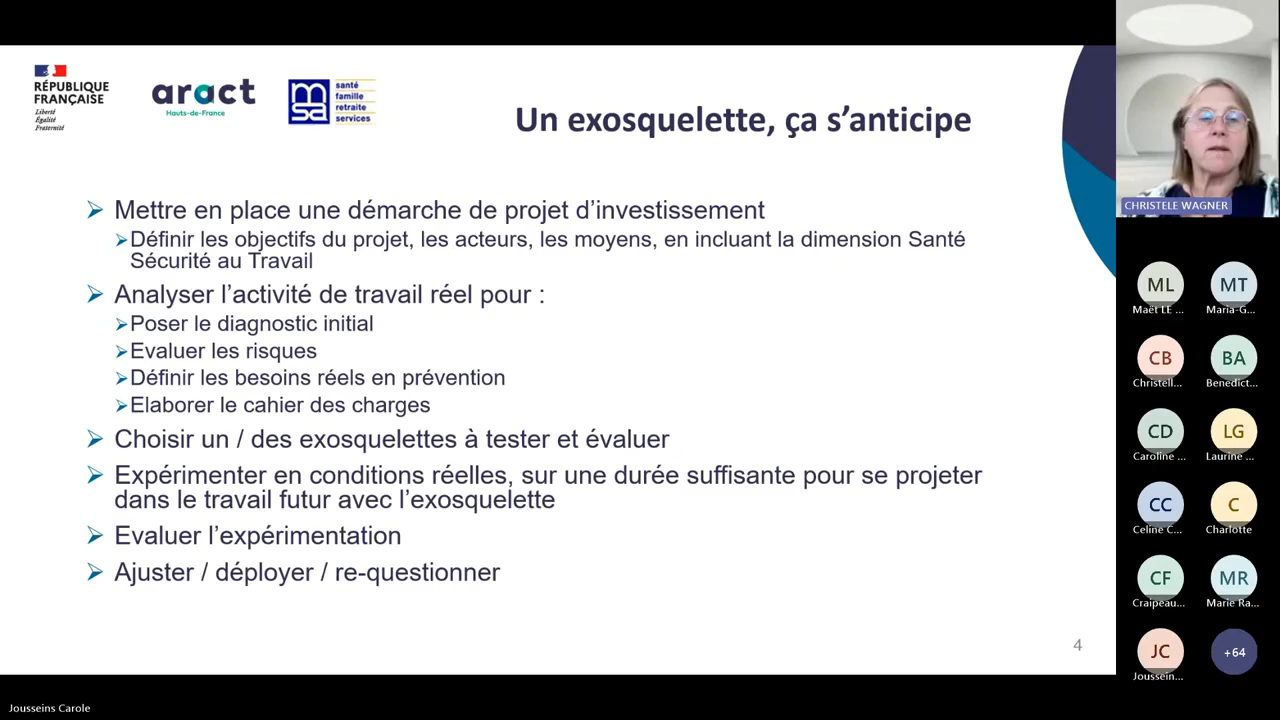 RÉPUBLIQUE
FRANÇAISE
Liberté
Égalité
Fraternité
aract
Hauts-de-France
msa
santé
famille
retraite
services
Un exosquelette, ça s’anticipe
Mettre en place une démarche de projet d’investissement
Définir les objectifs du projet, les acteurs, les moyens, en incluant la dimension Santé
Sécurité au Travail
Analyser l’activité de travail réel pour :
Poser le diagnostic initial
Evaluer les risques
Définir les besoins réels en prévention
Elaborer le cahier des charges
Choisir un / des exosquelettes à tester et évaluer
Expérimenter en conditions réelles, sur une durée suffisante pour se projeter
dans le travail futur avec l’exosquelette
Evaluer l’expérimentation
Ajuster / déployer / re-questionner
4
CHRISTELE WAGNER
ML
Maët LE ...
MT
Maria-G...
CB
Christell...
BA
Benedict...
CD
Caroline ...
LG
Laurine ...
CC
Celine C...
C
Charlotte
CF
Craipeau...
MR
Marie Ra...
JC
Joussein...
+64
Jousseins Carole